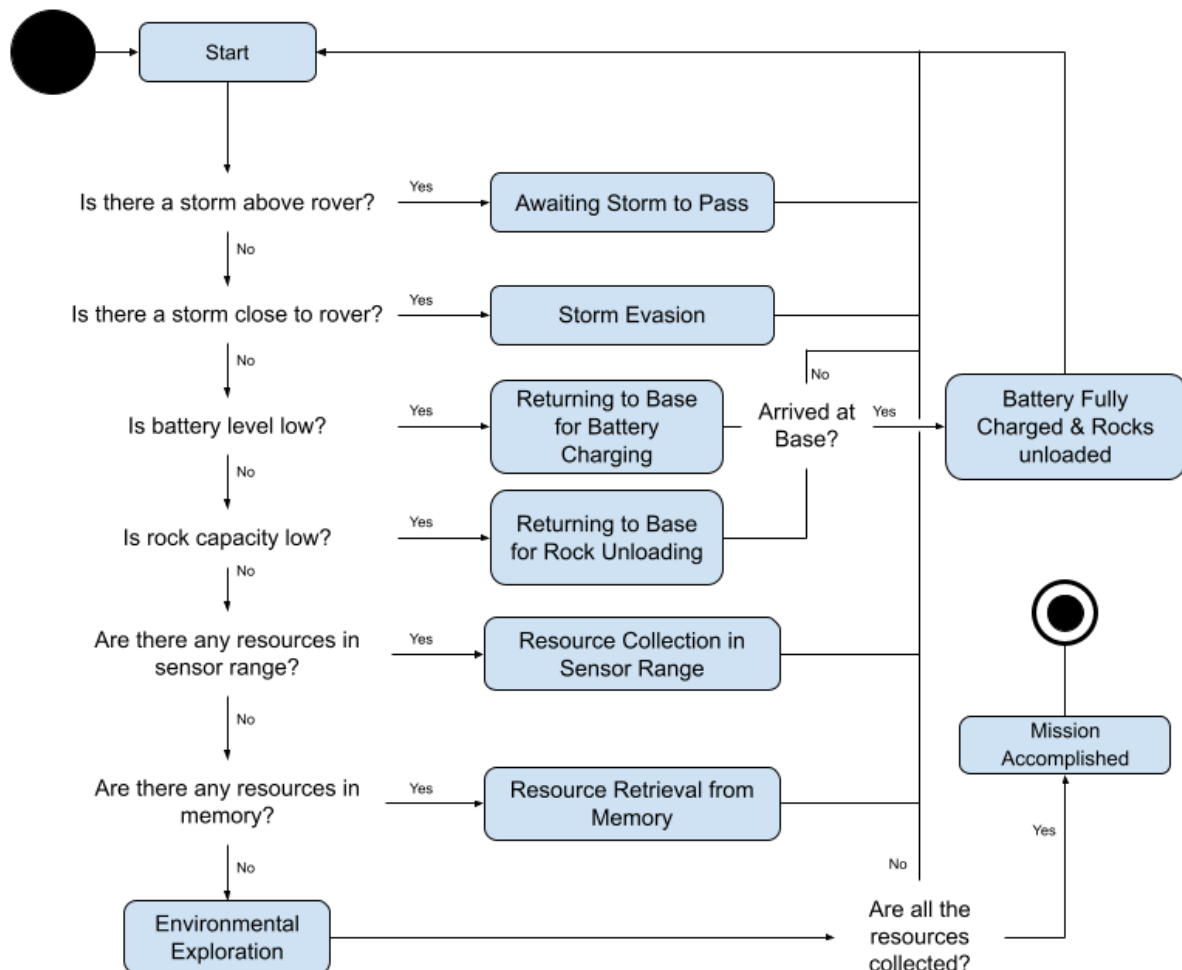 Start
Is there a storm above rover?
Yes
Awaiting Storm to Pass
No
Is there a storm close to rover?
Yes
Storm Evasion
No
Is battery level low?
Yes
Returning to Base
for Battery
Charging
No
Arrived at
Base?
Yes
Battery Fully
Charged & Rocks
unloaded
No
Is rock capacity low?
Yes
Returning to Base
for Rock Unloading
No
Are there any resources in
sensor range?
Yes
Resource Collection in
Sensor Range
No
Are there any resources in
memory?
Yes
Resource Retrieval from
Memory
Mission
Accomplished
Yes
No
No
Environmental
Exploration
Are all the
resources
collected?